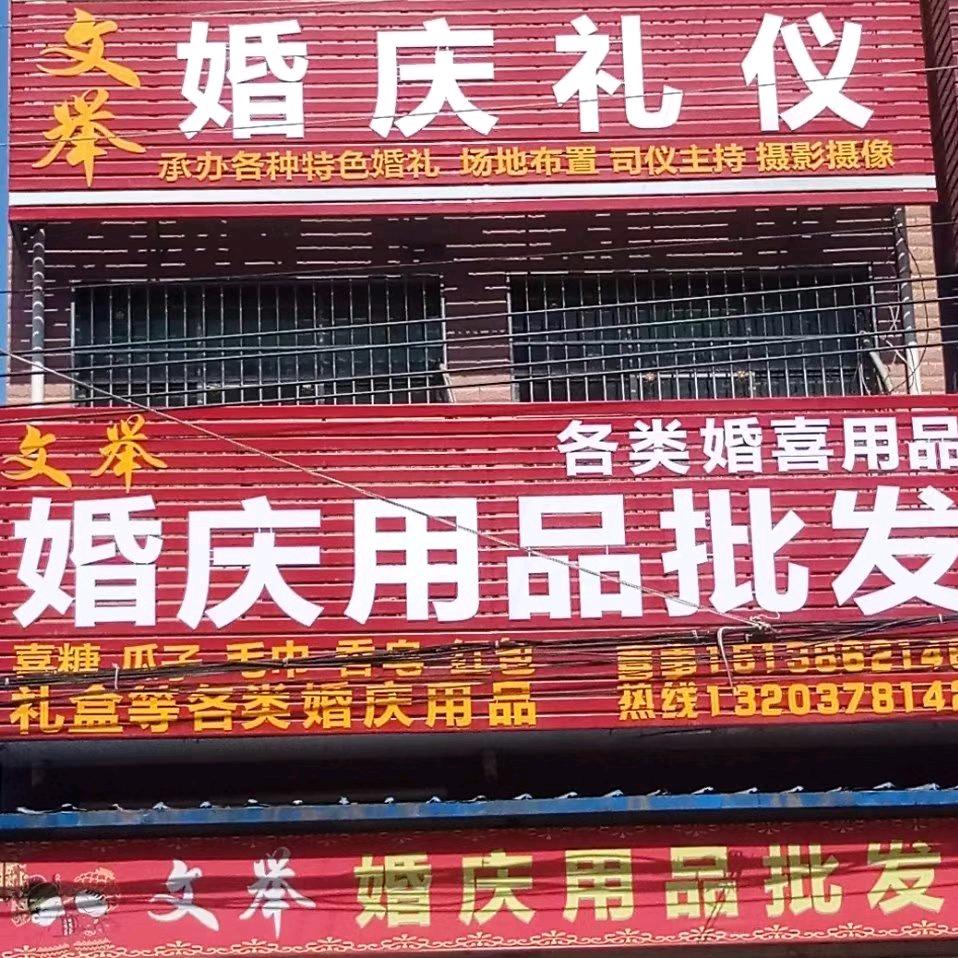 文举
婚庆礼仪
承办各种特色婚礼 场地布置 司仪主持 摄影摄像
文举
各类婚喜用品
婚庆用品批发
喜糖 瓜子 毛巾 香皂 红包
礼盒等各类婚庆用品
热线13203781142
文举 婚庆用品批发